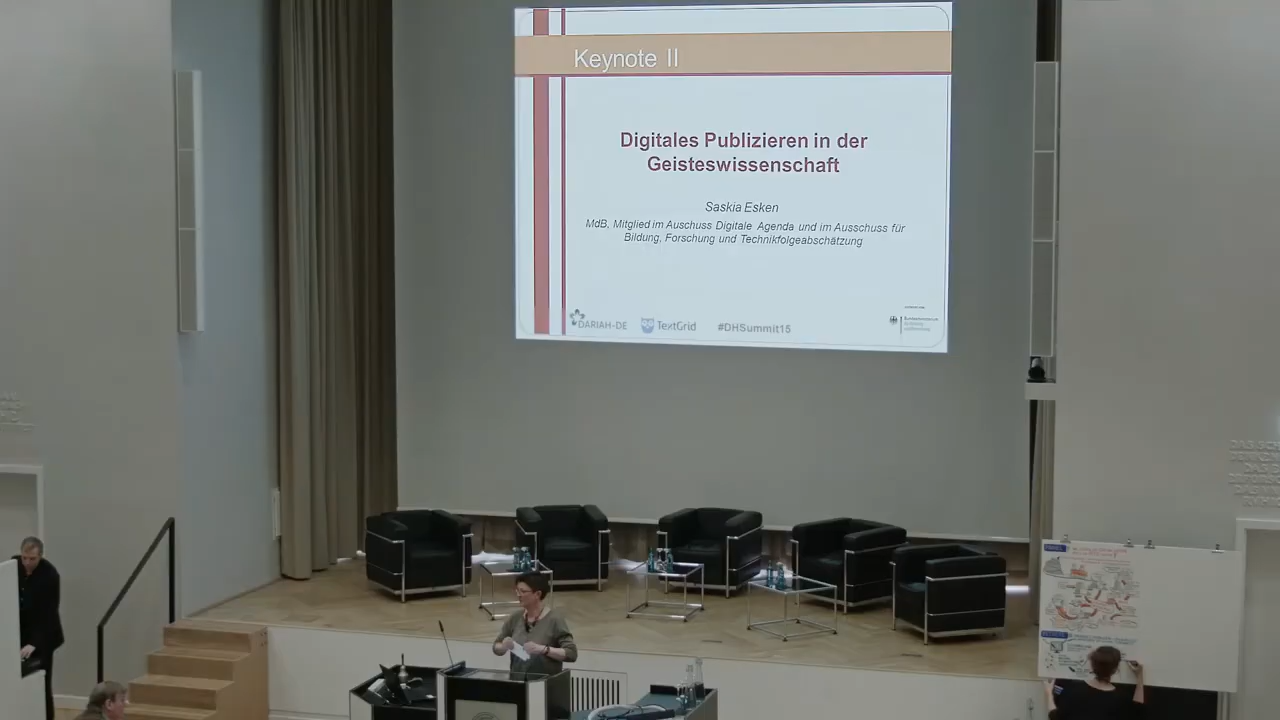 Keynote II
Digitales Publizieren in der
Geisteswissenschaft
Saskia Esken
MdB, Mitglied im Auschuss Digitale Agenda und im Ausschuss für
Bildung, Forschung und Technikfolgeabschätzung
DARIAH-DE
TextGrid
#DHSummit15